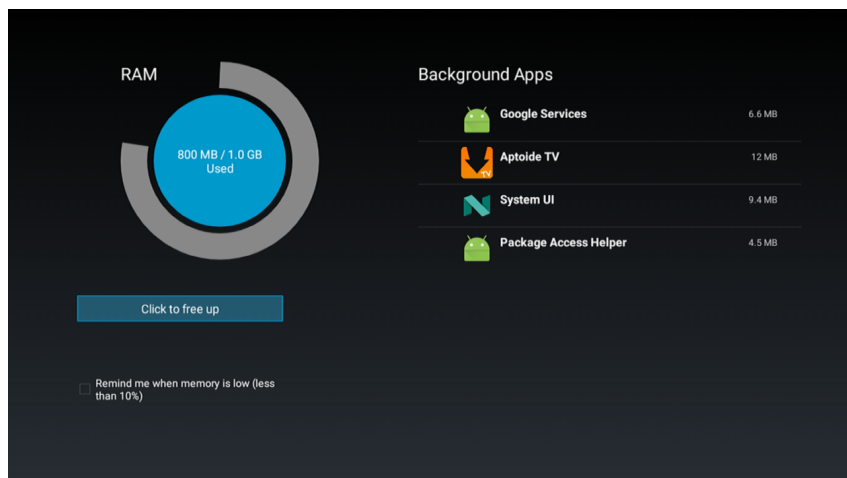 RAM
800 MB / 1.0 GB
Used
Click to free up
Remind me when memory is low (less
than 10%)
Background Apps
Google Services 6.6 MB
TV
Aptoide TV 12 MB
System UI 9.4 MB
Package Access Helper 4.5 MB